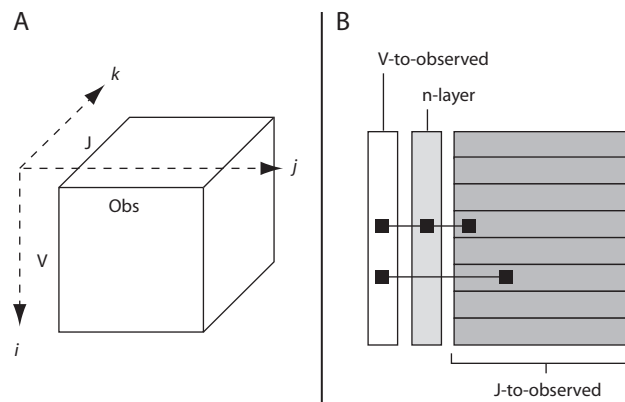 A
k
J
j
Obs
V
i
B
V-to-observed
n-layer
J-to-observed